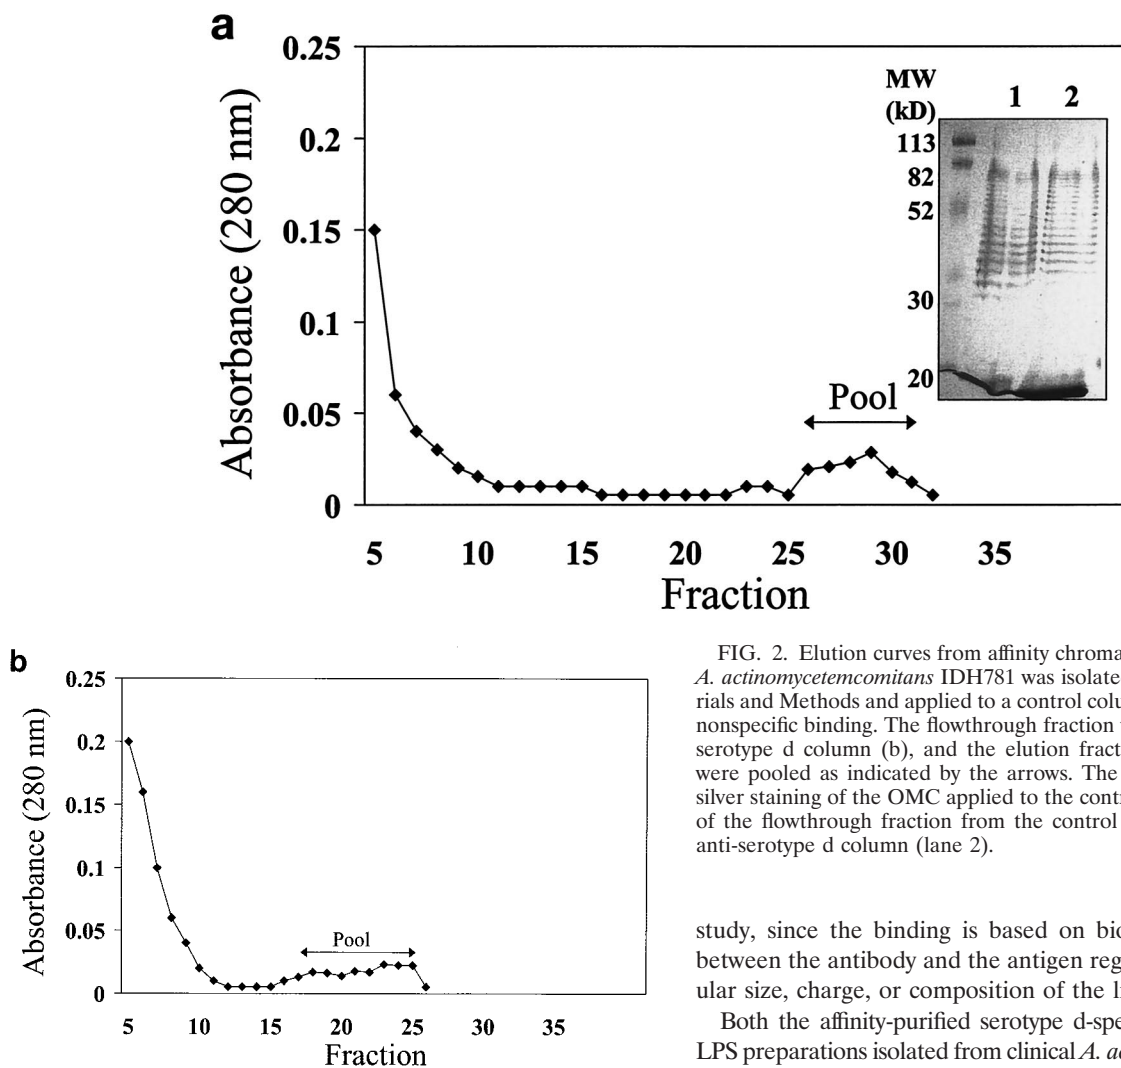 a
0.25
0.2
0.15
0.1
0.05
0
Absorbance (280 nm)
5 10 15 20 25 30 35
Fraction
Pool
MW
(kD)
1 2
113
82
52
30
20
b
0.25
0.2
0.15
0.1
0.05
0
Absorbance (280 nm)
5 10 15 20 25 30 35
Fraction
Pool
FIG. 2. Elution curves from affinity chroma
A. actinomycetemcomitans IDH781 was isolate
rials and Methods and applied to a control colu
nonspecific binding. The flowthrough fraction
serotype d column (b), and the elution fract
were pooled as indicated by the arrows. The
silver staining of the OMC applied to the contr
of the flowthrough fraction from the control
anti-serotype d column (lane 2).
study, since the binding is based on bio
between the antibody and the antigen reg
ular size, charge, or composition of the l
Both the affinity-purified serotype d-spe
LPS preparations isolated from clinical A. a